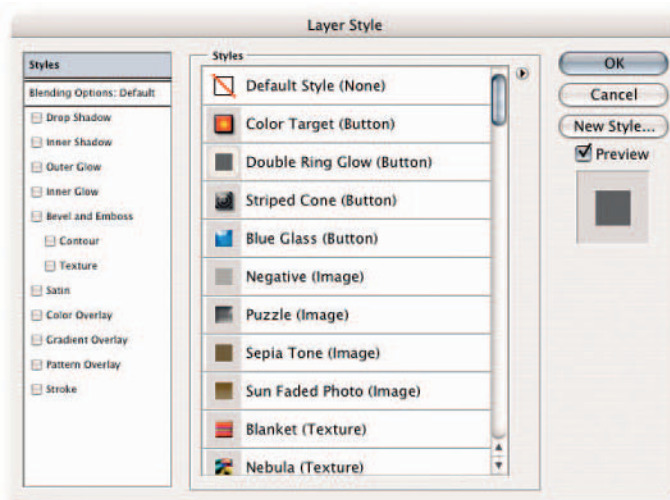 Layer Style
Styles
Blending Options: Default
Drop Shadow
Inner Shadow
Outer Glow
Inner Glow
Bevel and Emboss
Contour
Texture
Satin
Color Overlay
Gradient Overlay
Pattern Overlay
Stroke
Styles
Default Style (None)
Color Target (Button)
Double Ring Glow (Button)
Striped Cone (Button)
Blue Glass (Button)
Negative (Image)
Puzzle (Image)
Sepia Tone (Image)
Sun Faded Photo (Image)
Blanket (Texture)
Nebula (Texture)
OK
Cancel
New Style...
Preview